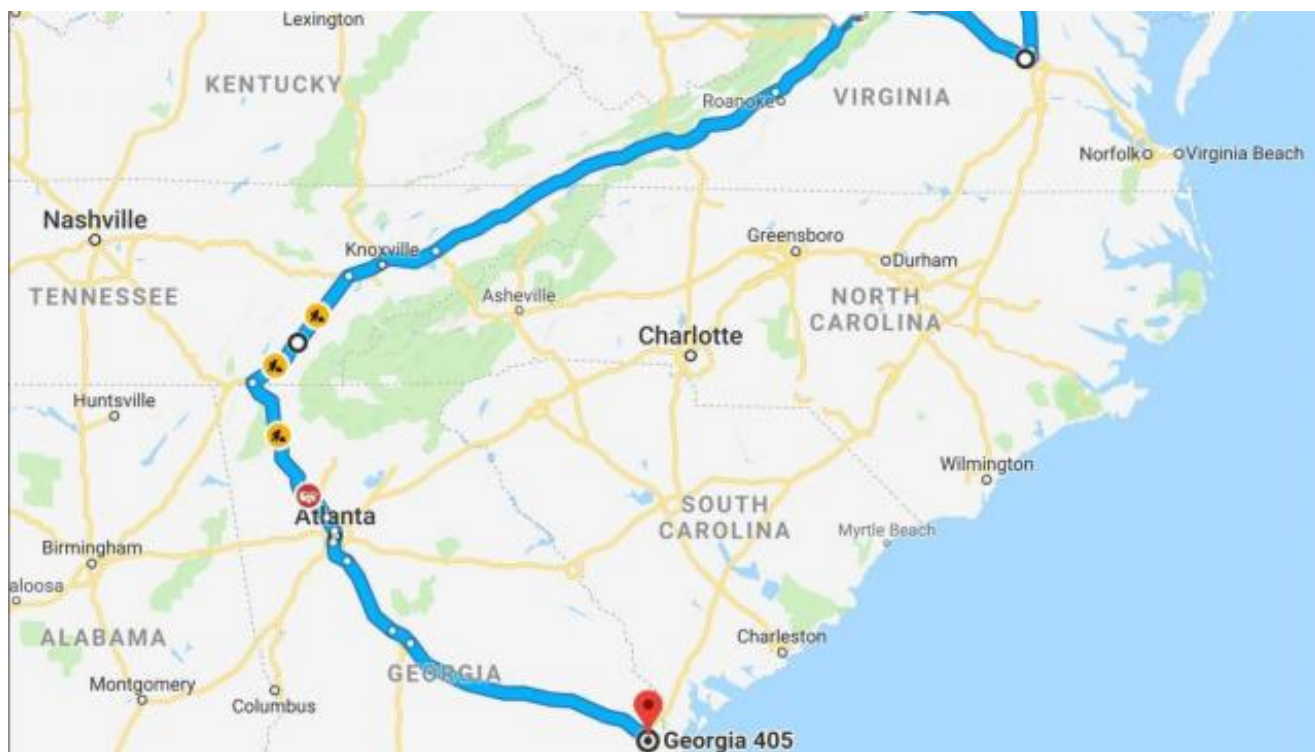 Lexington
KENTUCKY
Roanoke
VIRGINIA
Norfolk
Virginia Beach
Nashville
Knoxville
Greensboro
Durham
TENNESSEE
Asheville
NORTH
CAROLINA
Charlotte
Huntsville
Wilmington
SOUTH
CAROLINA
Atlanta
Myrtle Beach
Birmingham
aloosa
ALABAMA
Charleston
GEORGIA
Montgomery
Columbus
Georgia 405